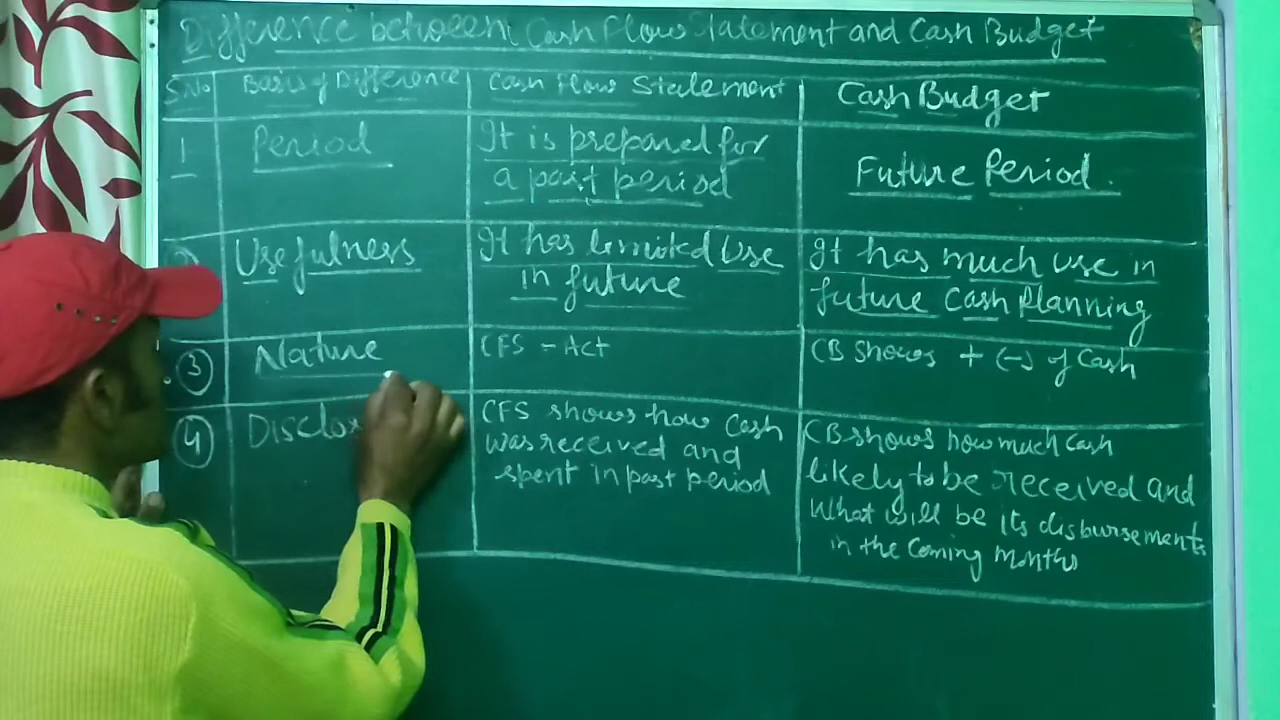 Difference between Cash Flow Statement and Cash Budget
S.No Basis of Difference Cash Flow Statement Cash Budget
1 Period It is prepared for
a past period
Future Period.
Usefulness It has limited Use
in future
It has much use in
future Cash Planning
3 Nature CFS - Act CB shows + (-) of Cash
4 Disclos
CFS shows how Cash
was received and
spent in past period
CB shows how much cash
likely to be received and
What will be its disbursements
in the Coming Months